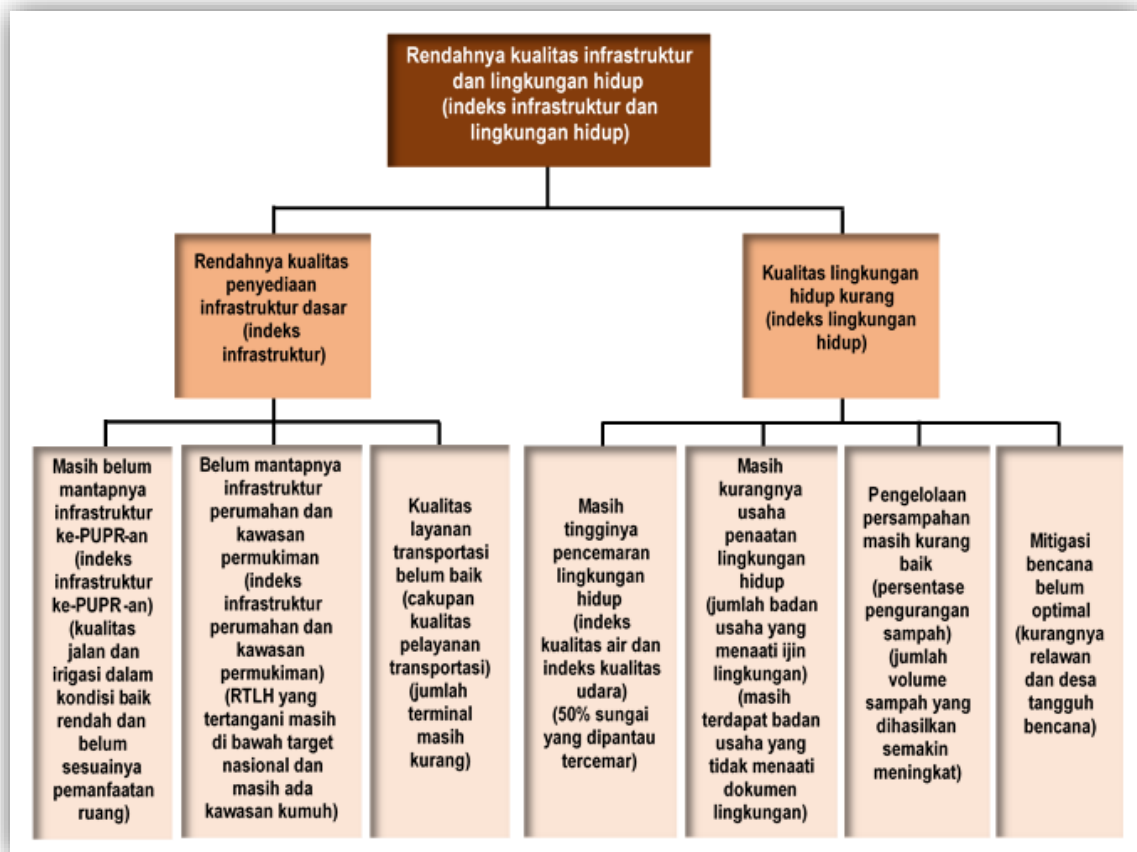 Rendahnya kualitas infrastruktur
dan lingkungan hidup
(indeks infrastruktur dan
lingkungan hidup)
Rendahnya kualitas
penyediaan
infrastruktur dasar
(indeks
infrastruktur)
Kualitas lingkungan
hidup kurang
(indeks lingkungan
hidup)
Masih belum
mantapnya
infrastruktur
ke-PUPR-an
(indeks
infrastruktur
ke-PUPR-an)
(kualitas
jalan dan
irigasi dalam
kondisi baik
rendah dan
belum
sesuainya
pemanfaatan
ruang)
Belum mantapnya
infrastruktur
perumahan dan
kawasan
permukiman
(indeks
infrastruktur
perumahan dan
kawasan
permukiman)
(RTLH yang
tertangani masih
di bawah target
nasional dan
masih ada
kawasan kumuh)
Kualitas
layanan
transportasi
belum baik
(cakupan
kualitas
pelayanan
transportasi)
(jumlah
terminal
masih
kurang)
Masih
tingginya
pencemaran
lingkungan
hidup
(indeks
kualitas air dan
indeks kualitas
udara)
(50% sungai
yang dipantau
tercemar)
Masih
kurangnya
usaha
penaatan
lingkungan
hidup
(jumlah badan
usaha yang
menaati ijin
lingkungan)
(masih
terdapat badan
usaha yang
tidak menaati
dokumen
lingkungan)
Pengelolaan
persampahan
masih kurang
baik
(persentase
pengurangan
sampah)
(jumlah
volume
sampah yang
dihasilkan
semakin
meningkat)
Mitigasi
bencana
belum
optimal
(kurangnya
relawan
dan desa
tangguh
bencana)